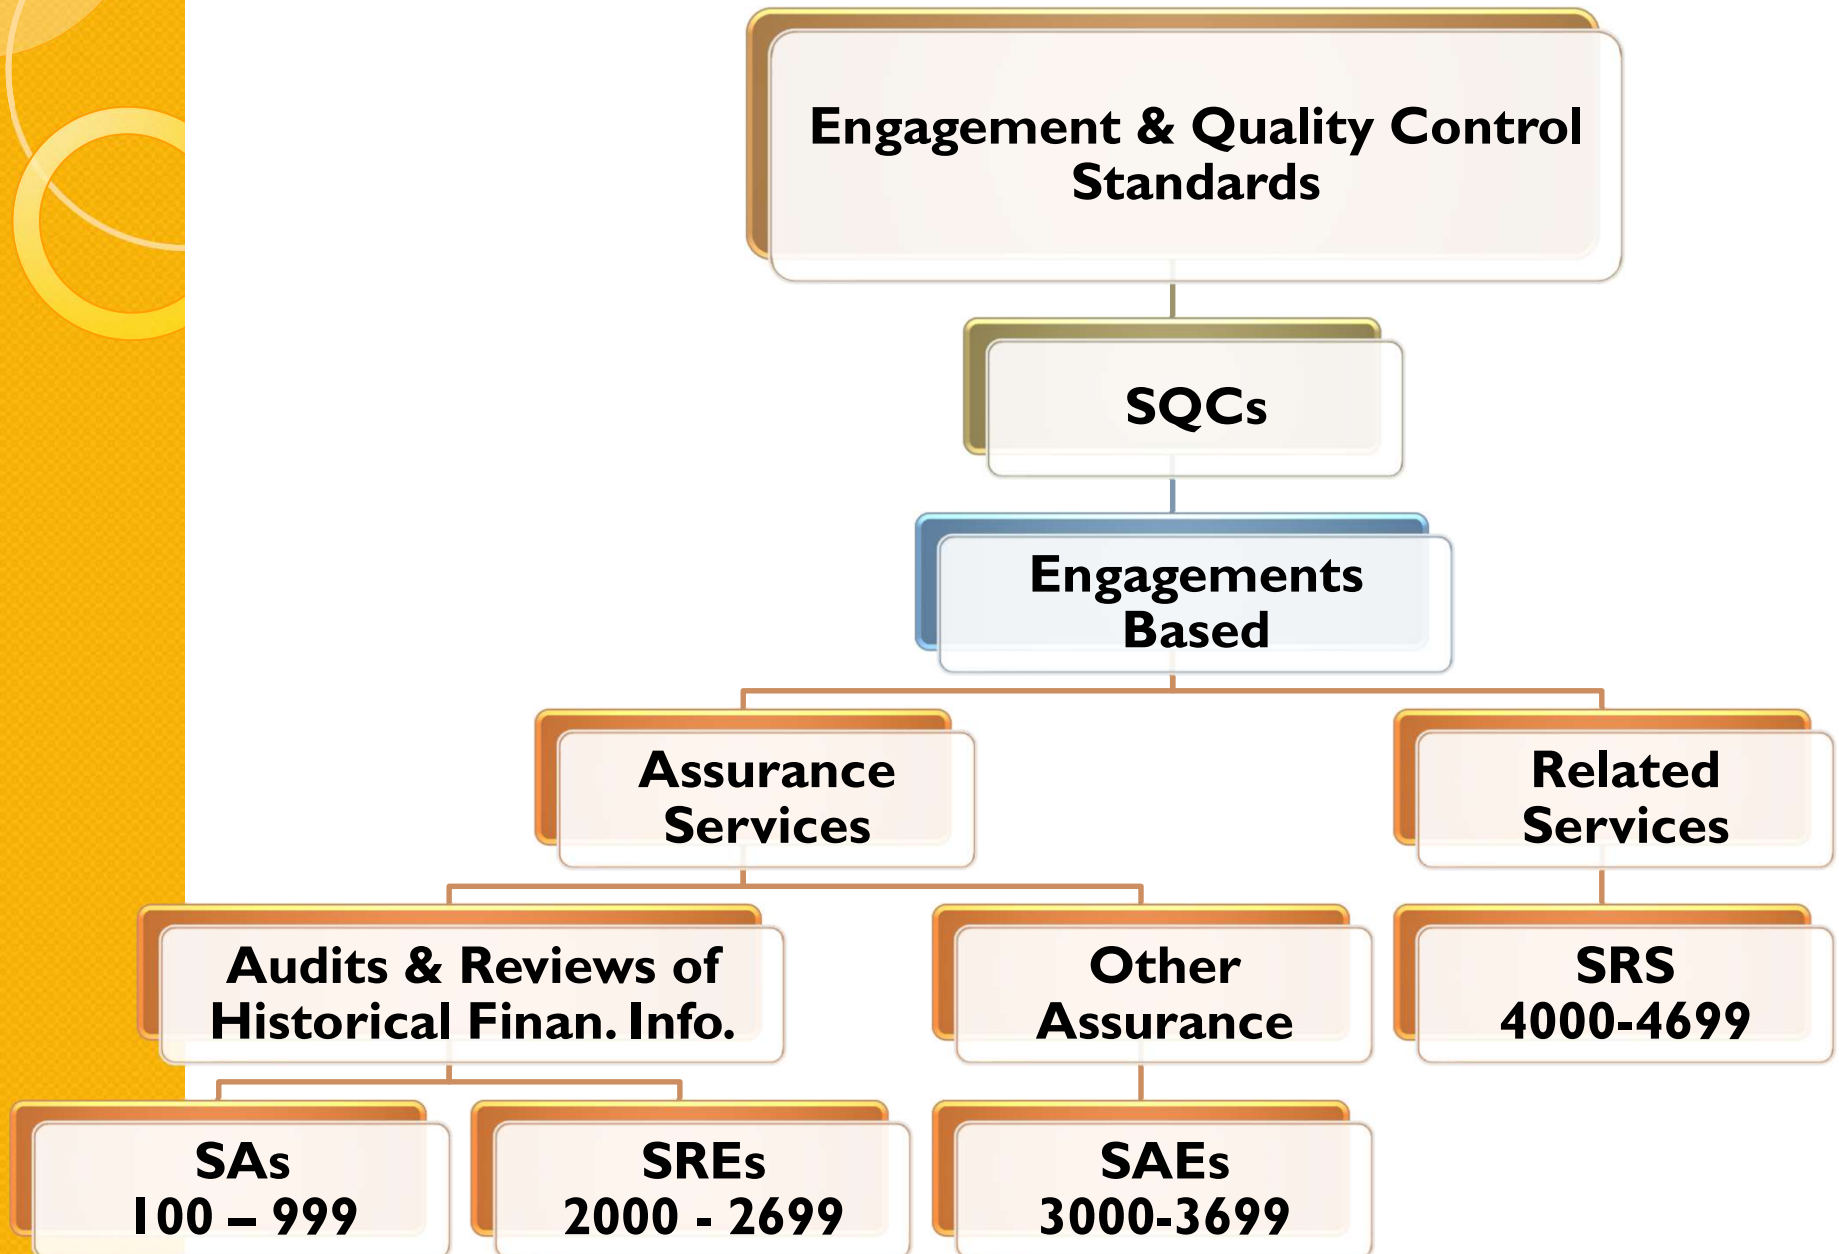 Engagement & Quality Control
Standards
SQCs
Engagements
Based
Assurance
Services
Related
Services
Audits & Reviews of
Historical Finan. Info.
Other
Assurance
SRS
4000-4699
SAs
100 – 999
SREs
2000 - 2699
SAEs
3000-3699